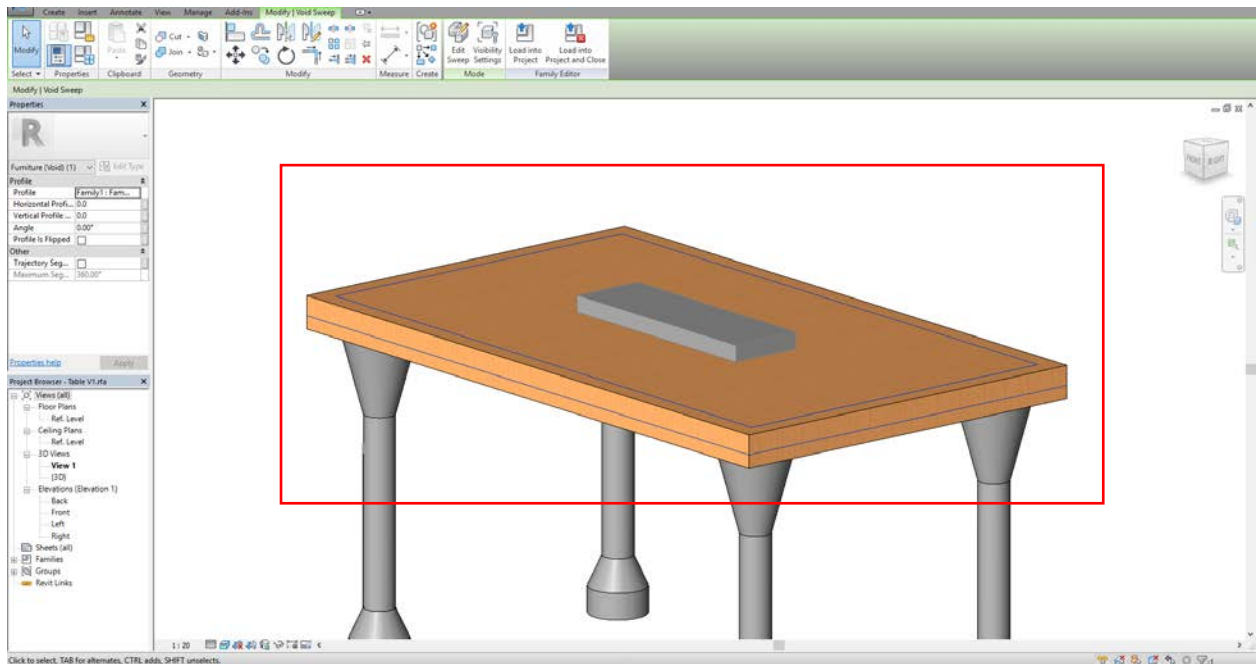 Create Insert Annotate View Manage Add-Ins Modify | Void Sweep
Modify
Paste
Cut
Join
Edit Sweep
Visibility Settings
Load into Project
Load into Project and Close
Select Properties Clipboard Geometry Modify Measure Create Mode Family Editor
Modify | Void Sweep
Properties
R
Furniture (Void) (1) Edit Type
Profile
Profile Family1 : Fam...
Horizontal Profi... 0.0
Vertical Profile ... 0.0
Angle 0.00°
Profile Is Flipped
Other
Trajectory Seg...
Maximum Seg... 360.00°
Properties help Apply
Project Browser - Table V1.rfa
Views (all)
Floor Plans
Ref. Level
Ceiling Plans
Ref. Level
3D Views
View 1
{3D}
Elevations (Elevation 1)
Back
Front
Left
Right
Sheets (all)
Families
Groups
Revit Links
FRONT RIGHT
1 : 20
Click to select, TAB for alternates, CTRL adds, SHIFT unselects.